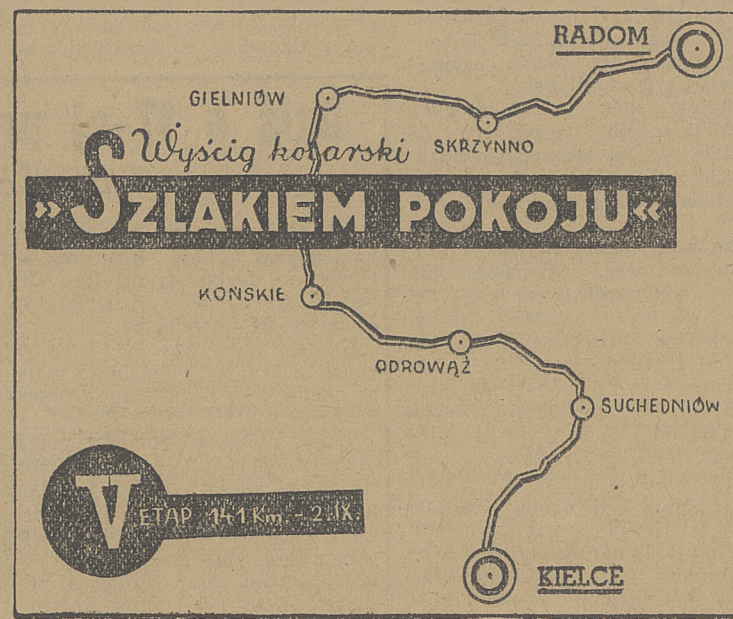 RADOM
GIELNIÓW
SKRZYNNO
Wyścig kolarski
»SZLAKIEM POKOJU«
KOŃSKIE
ODROWĄŻ
SUCHEDNIÓW
V ETAP 141 Km. - 2.IX.
KIELCE